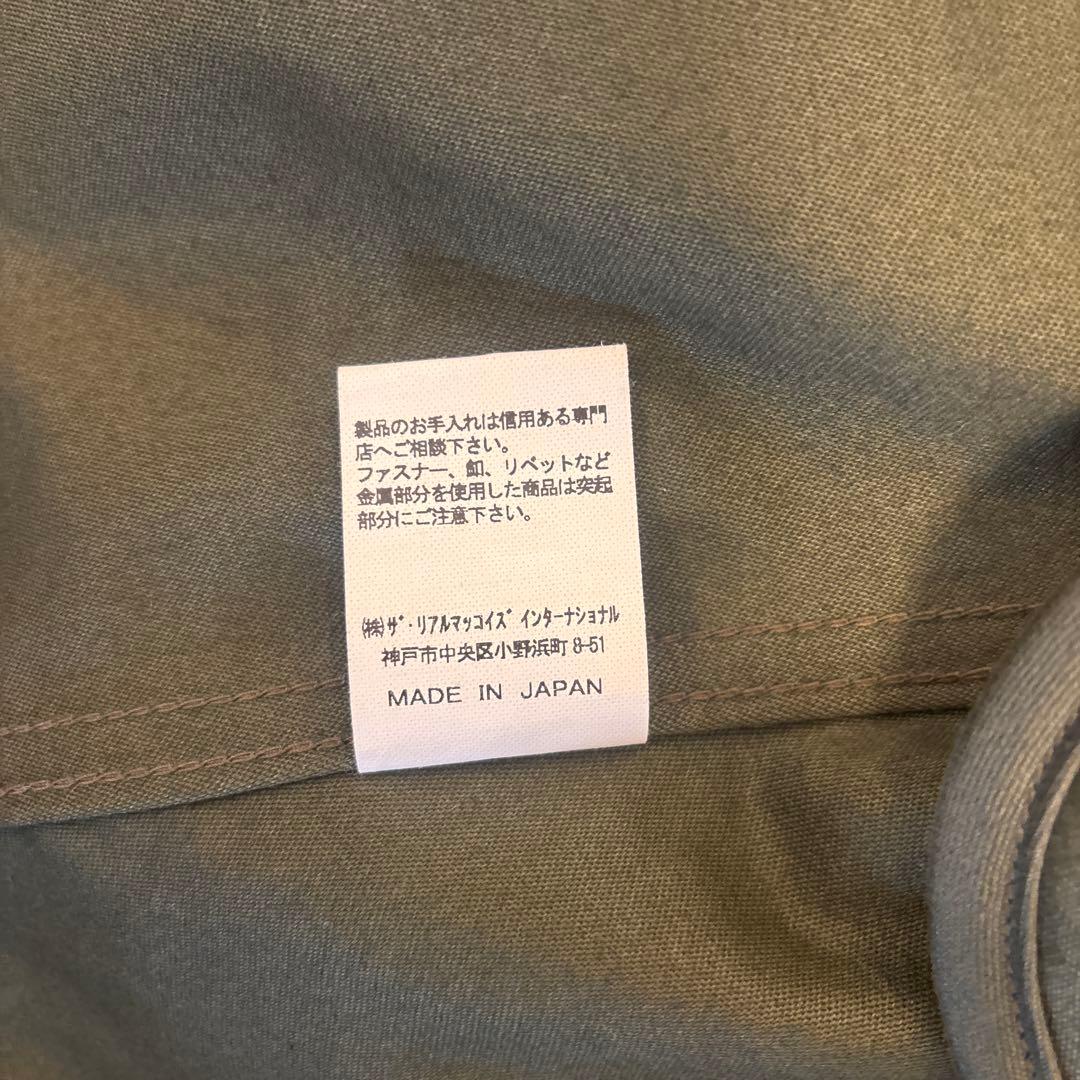 製品のお手入れは信用ある専門
店へご相談下さい。
ファスナー、釦、リベットなど
金属部分を使用した商品は突起
部分にご注意下さい。
㈱ｻﾞ･ﾘｱﾙﾏｯｺｲｽﾞ ｲﾝﾀｰﾅｼｮﾅﾙ
神戸市中央区小野浜町 8-51
MADE IN JAPAN